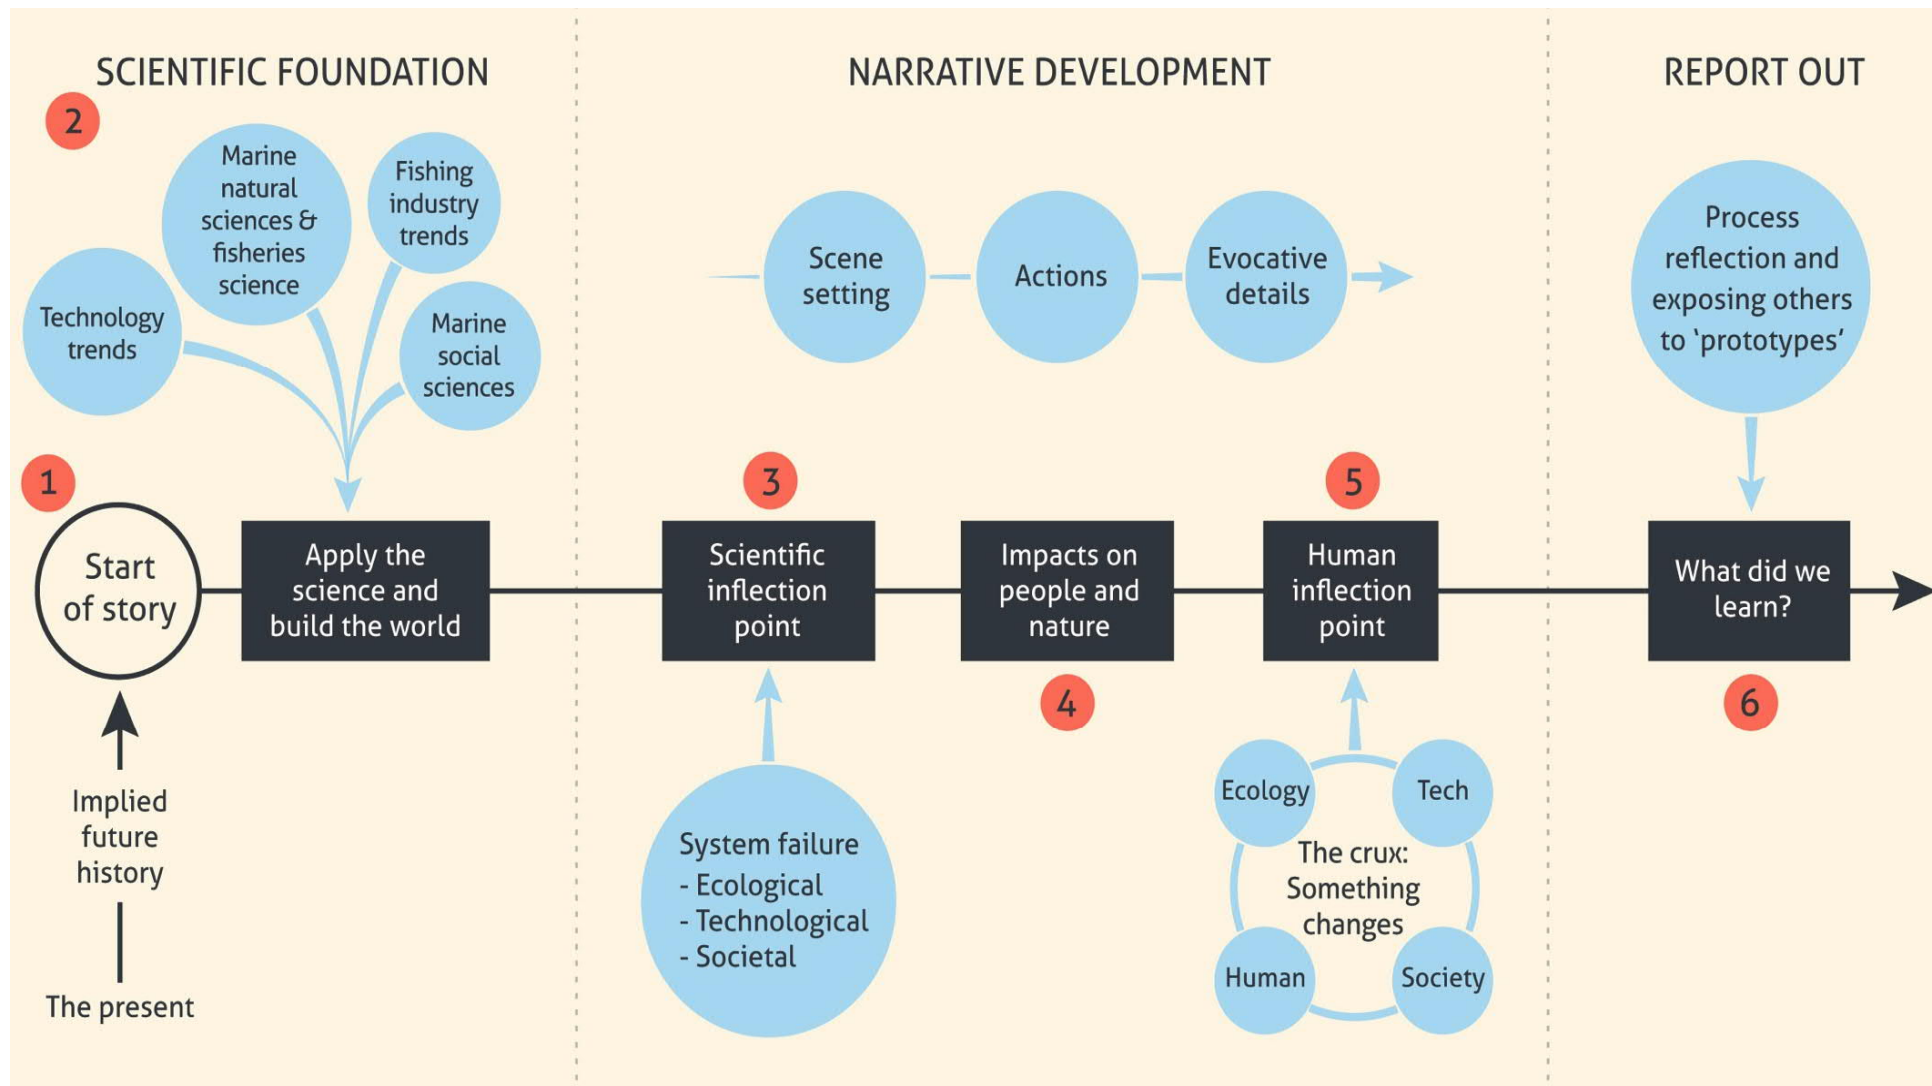 SCIENTIFIC FOUNDATION
2
Marine
natural
sciences &
fisheries
science
Fishing
industry
trends
Technology
trends
Marine
social
sciences
1
Start
of story
Apply the
science and
build the world
Implied
future
history
The present
NARRATIVE DEVELOPMENT
Scene
setting
Actions
Evocative
details
3
Scientific
inflection
point
Impacts on
people and
nature
4
5
Human
inflection
point
System failure
- Ecological
- Technological
- Societal
Ecology
Tech
The crux:
Something
changes
Human
Society
REPORT OUT
Process
reflection and
exposing others
to ‘prototypes’
What did we
learn?
6